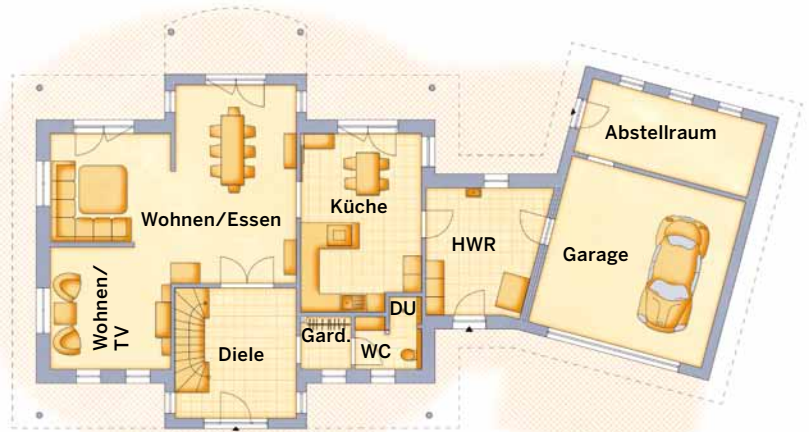 Abstellraum
Wohnen/Essen
Küche
HWR
Garage
Wohnen/
TV
DU
Gard.
WC
Diele